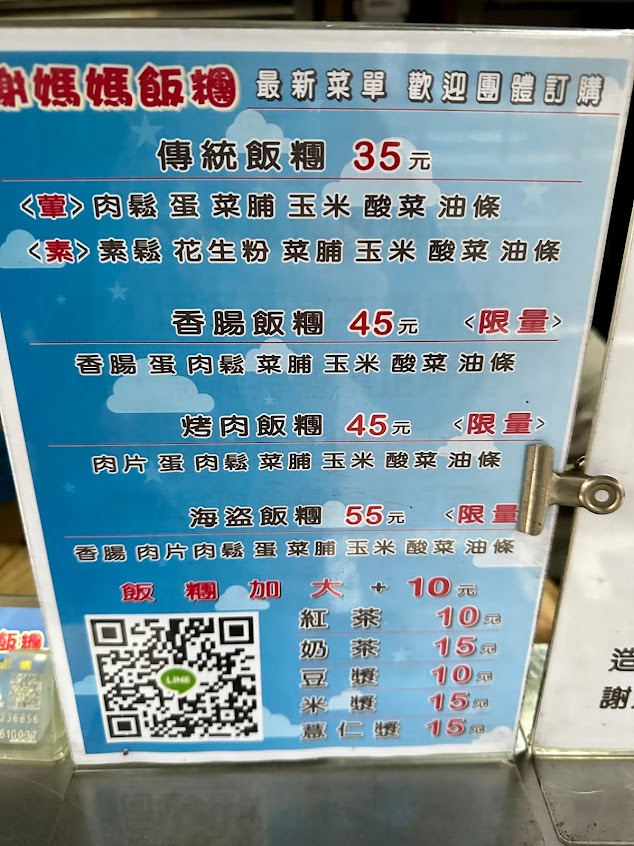 謝媽媽飯糰 最新菜單 歡迎團體訂購
傳統飯糰 35元
<葷>肉鬆 蛋 菜脯 玉米 酸菜 油條
<素>素鬆 花生粉 菜脯 玉米 酸菜 油條
香腸飯糰 45元 <限量>
香腸 蛋 肉鬆 菜脯 玉米 酸菜 油條
烤肉飯糰 45元 <限量>
肉片 蛋 肉鬆 菜脯 玉米 酸菜 油條
海盜飯糰 55元 <限量
香腸 肉片 肉鬆 蛋 菜脯 玉米 酸菜 油條
飯糰加大+10元
紅茶 10元
奶茶 15元
豆漿 10元
米漿 15元
薏仁漿 15元
LINE
飯糰
236856
610037
造
謝